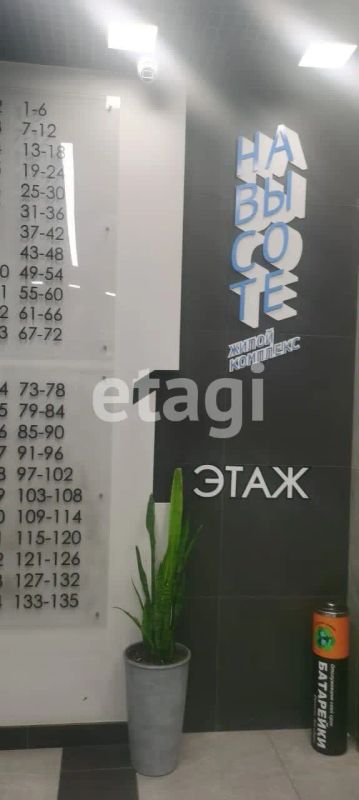 1-6
7-12
13-18
19-24
25-30
31-36
37-42
43-48
49-54
55-60
61-66
67-72
73-78
79-84
85-90
91-96
97-102
103-108
109-114
115-120
121-126
127-132
133-135
НА
ВЫ
СО
ТЕ
ЖИЛОЙ
КОМПЛЕКС
etagi
1
ЭТАЖ
БАТАРЕЙКИ